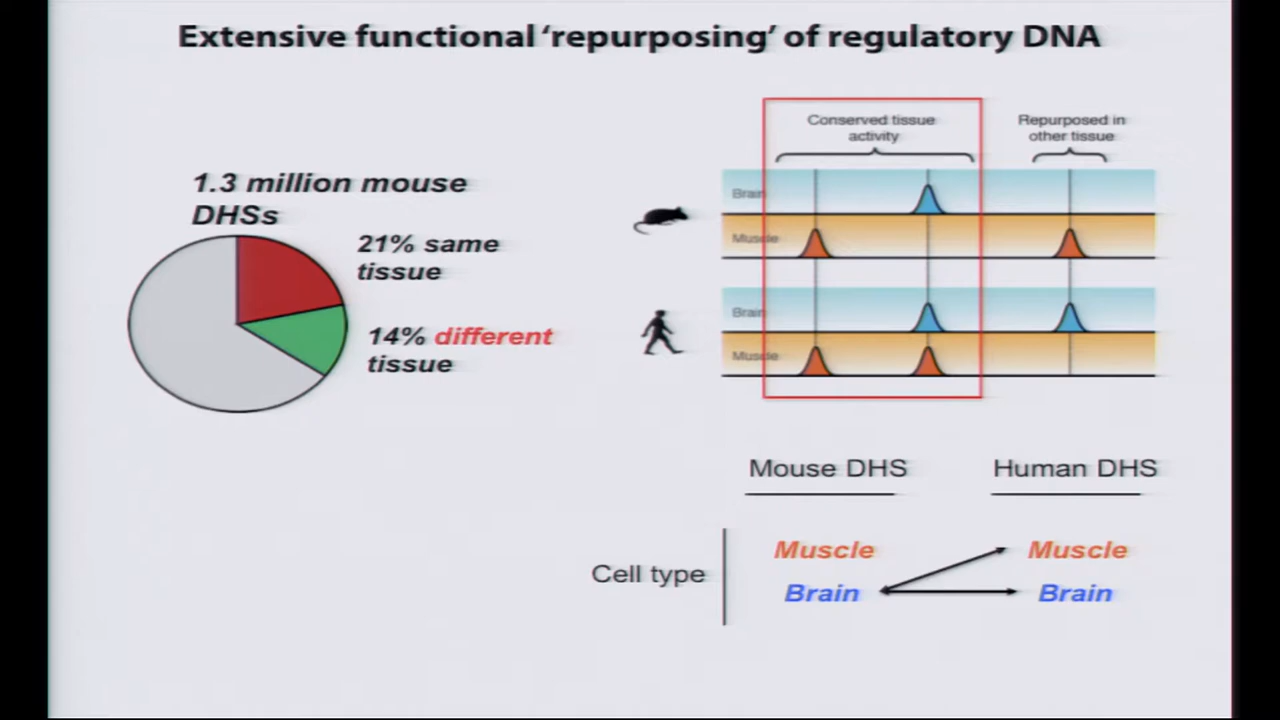 Extensive functional ‘repurposing’ of regulatory DNA
1.3 million mouse
DHSs
21% same
tissue
14% different
tissue
Conserved tissue
activity
Repurposed in
other tissue
Brain
Muscle
Brain
Muscle
Mouse DHS
Human DHS
Cell type
Muscle
Muscle
Brain
Brain